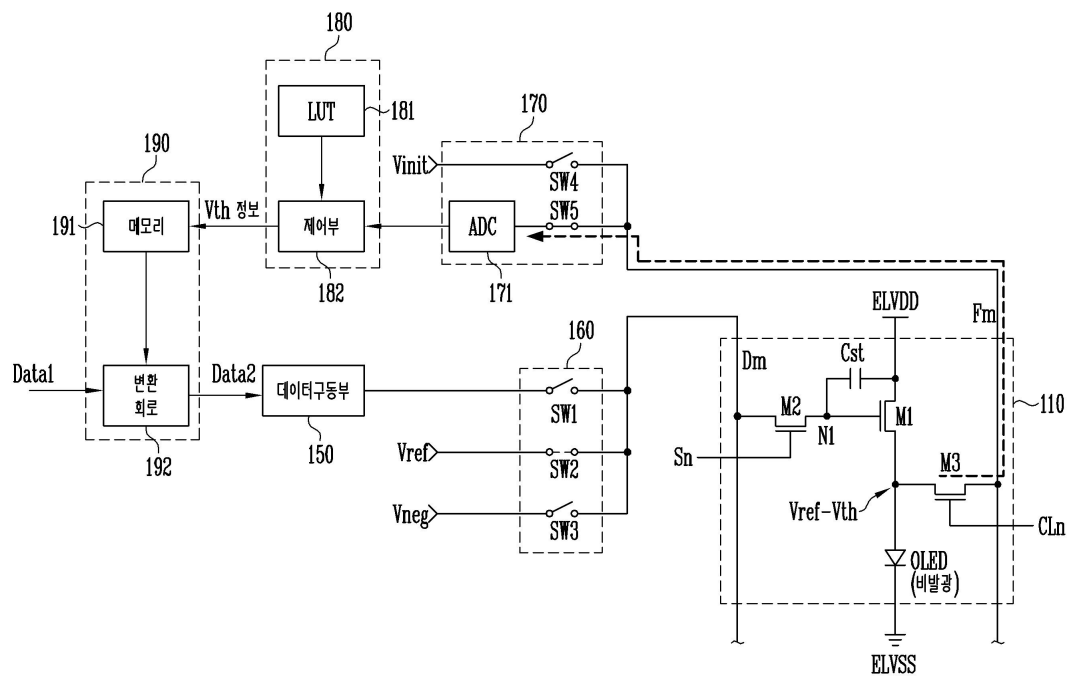 180
LUT
181
170
190
Vinit
SW4
Vth 정보
191
메모리
제어부
ADC
SW5
182
171
ELVDD
Fm
160
Dm
Cst
Data1
변환
회로
Data2
데이터구동부
SW1
M2
M1
110
192
150
N1
Vref
SW2
Sn
M3
Vneg
SW3
Vref-Vth
CLn
OLED
(비발광)
ELVSS